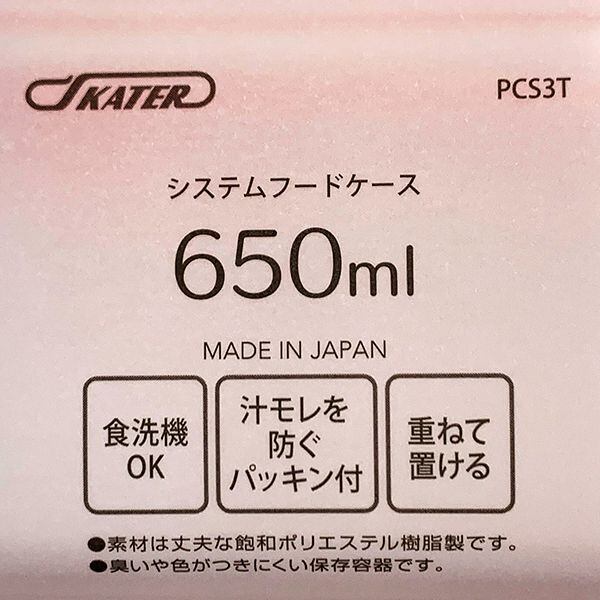 SKATER
PCS3T
システムフードケース
650ml
MADE IN JAPAN
食洗機
OK
汁モレを
防ぐ
パッキン付
重ねて
置ける
●素材は丈夫な飽和ポリエステル樹脂製です。
●臭いや色がつきにくい保存容器です。